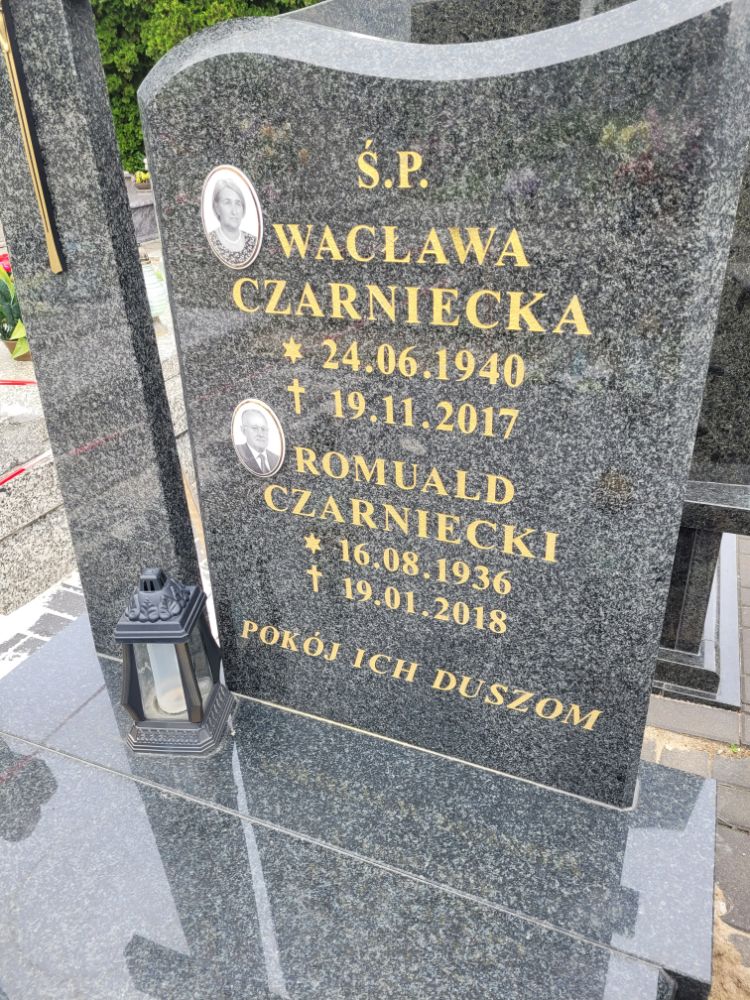 Ś.P.
WACŁAWA
CZARNIECKA
* 24.06.1940
† 19.11.2017
ROMUALD
CZARNIECKI
* 16.08.1936
† 19.01.2018
POKÓJ ICH DUSZOM